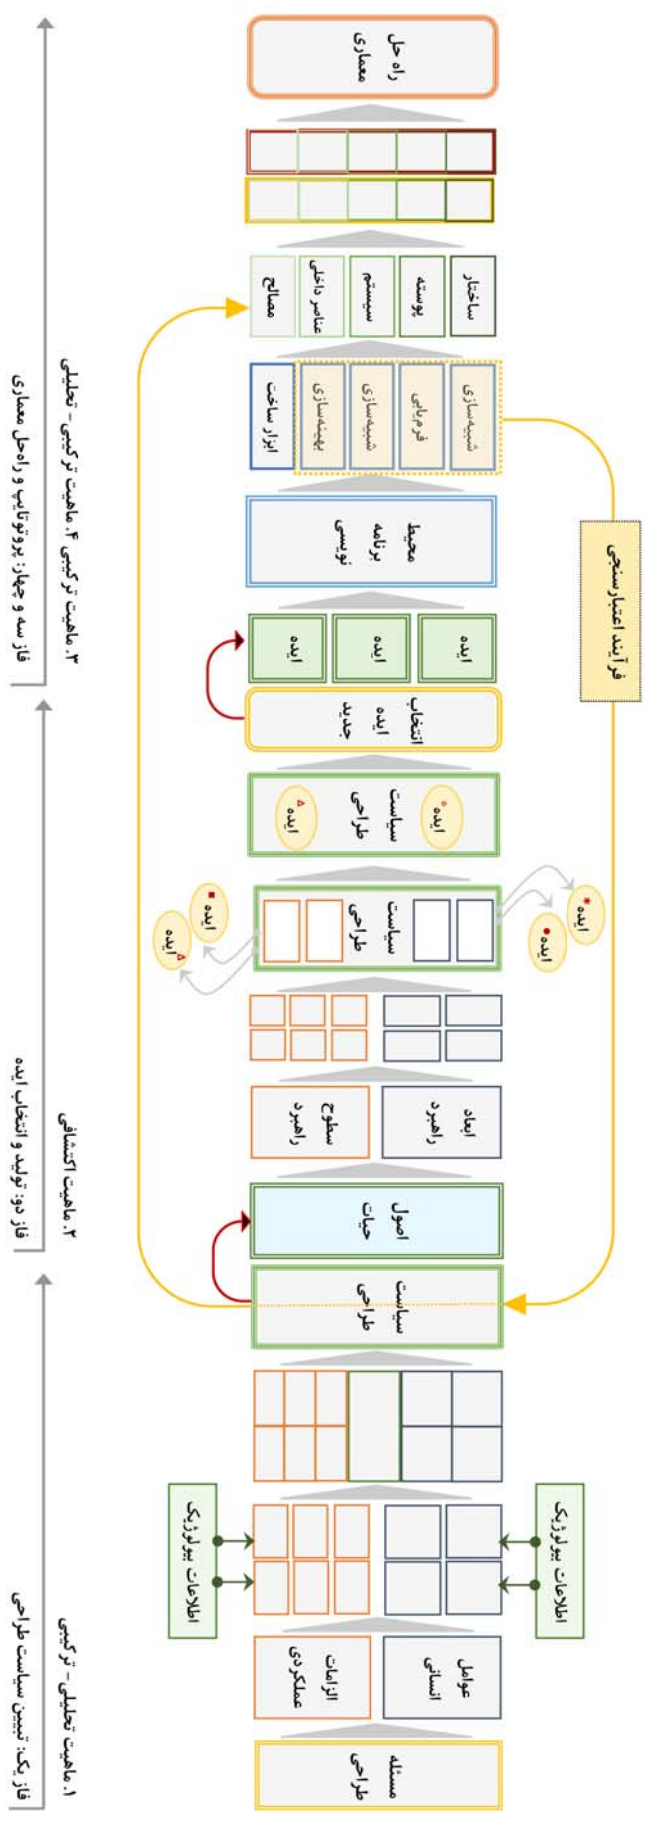 مسئله
طراحی
عوامل
انسانی
الزامات
عملکردی
اطلاعات بیولوژیک
اطلاعات بیولوژیک
سیاست
طراحی
اصول
حیات
ابعاد
راهبرد
سطوح
راهبرد
ایده
ایده
سیاست
طراحی
ایده
ایده
ایده
سیاست
طراحی
ایده
انتخاب
ایده
جدید
ایده
ایده
ایده
محیط
برنامه
نویسی
شبیه‌سازی
فرم‌یابی
شبیه‌سازی
بهینه‌سازی
ابزار ساخت
فرآیند اعتبارسنجی
ساختار
پوسته
سیستم
عناصر داخلی
مصالح
راه حل
معماری
۱. ماهیت تحلیلی - ترکیبی
فاز یک: تبیین سیاست طراحی
۲. ماهیت اکتشافی
فاز دو: تولید و انتخاب ایده
۳. ماهیت ترکیبی ۴. ماهیت ترکیبی - تحلیلی
فاز سه و چهار: پروتوتایپ و راه‌حل معماری